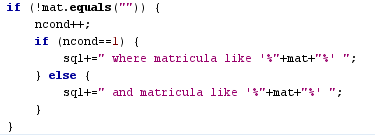 if (!mat.equals("")) {
ncond++;
if (ncond==1) {
sql+=" where matricula like '%"+mat+"%' ";
} else {
sql+=" and matricula like '%"+mat+"%' ";
}
}